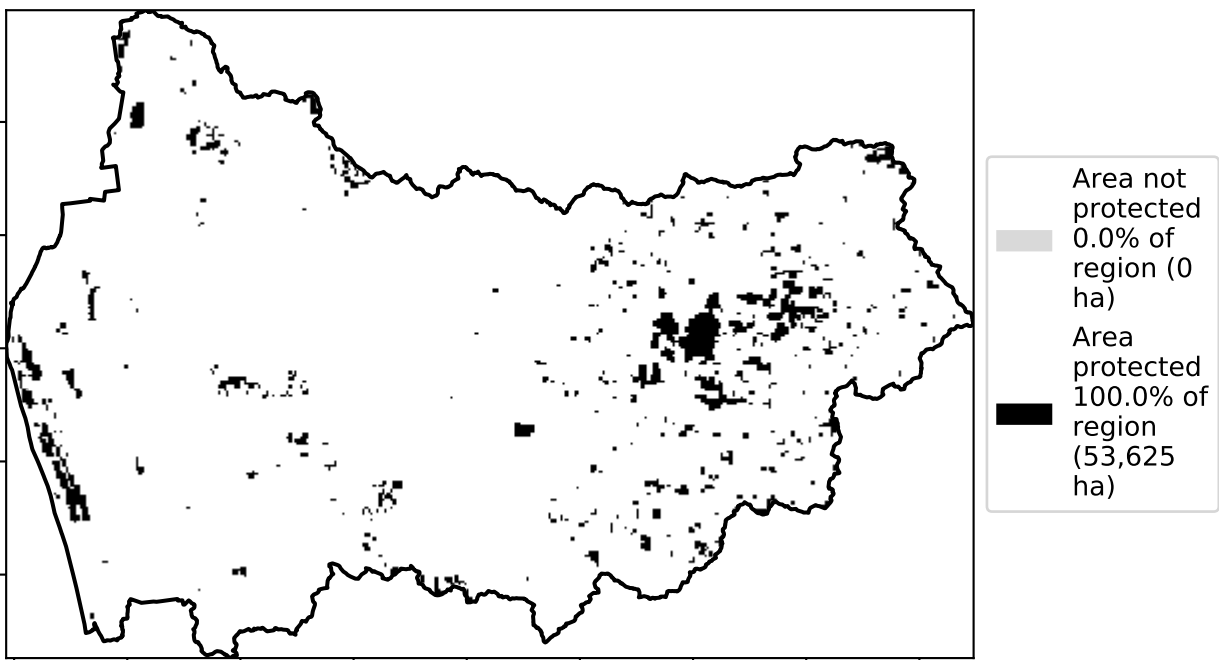 Area not
protected
0.0% of
region (0
ha)
Area
protected
100.0% of
region
(53,625
ha)